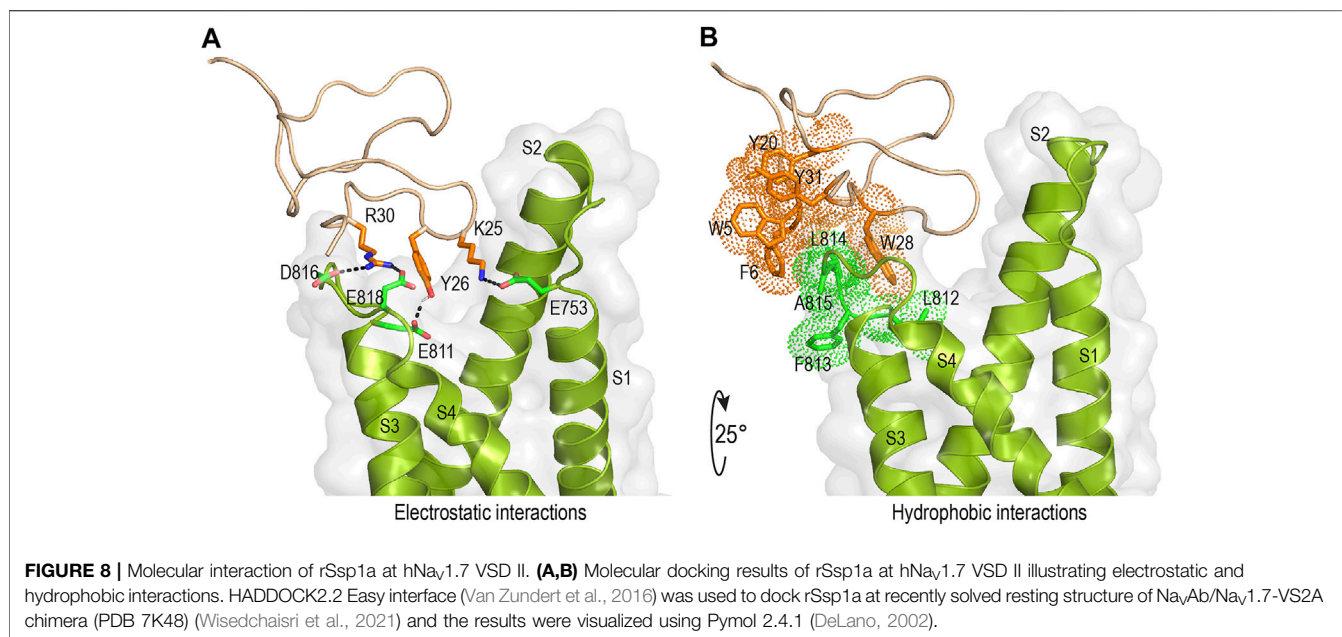 A
S2
R30
K25
D816
E818
Y26
E753
E811
S1
S4
S3
Electrostatic interactions
B
S2
Y20
Y31
W5
L814
W28
F6
A815
L812
F813
S4
S1
25°
S3
Hydrophobic interactions
FIGURE 8 | Molecular interaction of rSsp1a at hNaV1.7 VSD II. (A,B) Molecular docking results of rSsp1a at hNaV1.7 VSD II illustrating electrostatic and
hydrophobic interactions. HADDOCK2.2 Easy interface (Van Zundert et al., 2016) was used to dock rSsp1a at recently solved resting structure of NaVAb/NaV1.7-VS2A
chimera (PDB 7K48) (Wisedchaisri et al., 2021) and the results were visualized using Pymol 2.4.1 (DeLano, 2002).